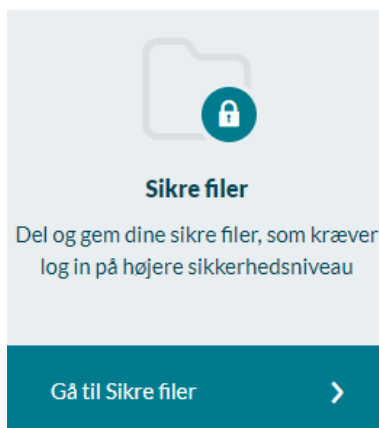 Sikre filer
Del og gem dine sikre filer, som kræver
log in på højere sikkerhedsniveau
Gå til Sikre filer